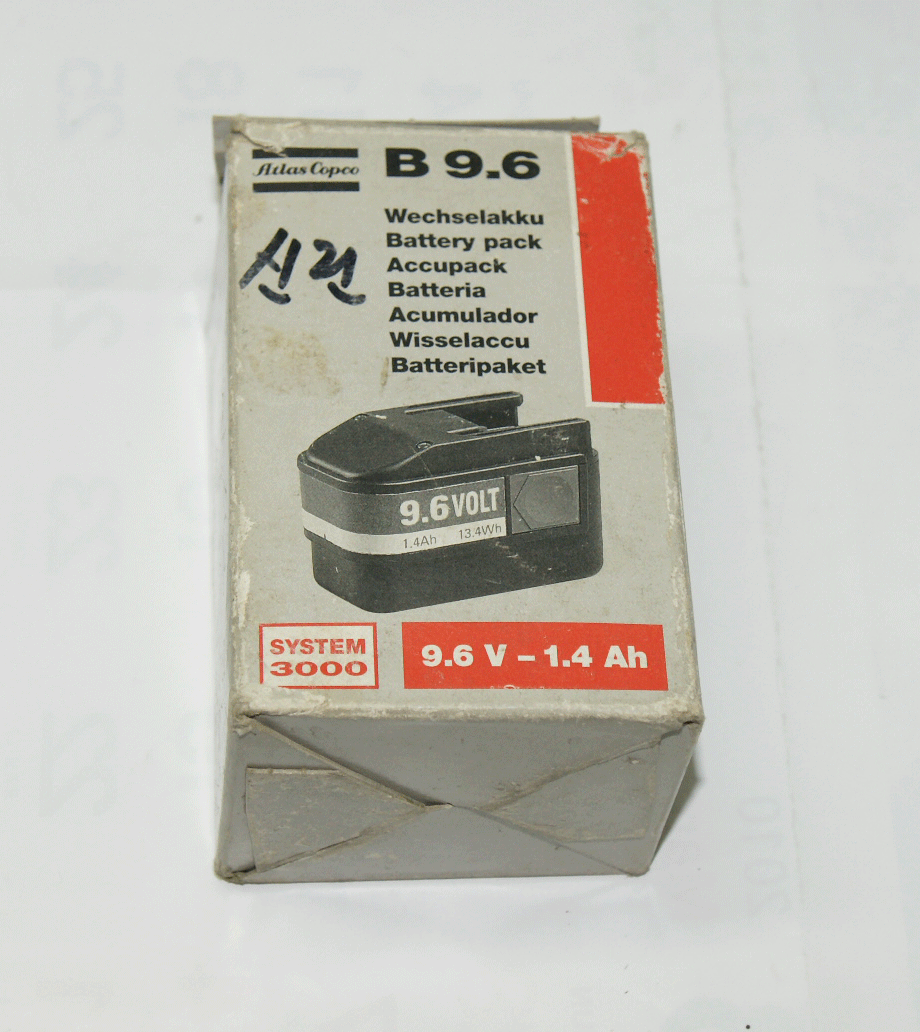 Atlas Copco
B 9.6
Wechselakku
Battery pack
Accupack
Batteria
Acumulador
Wisselaccu
Batteripaket
신건
9.6 VOLT
1.4Ah 13.4Wh
SYSTEM
3000
9.6 V – 1.4 Ah